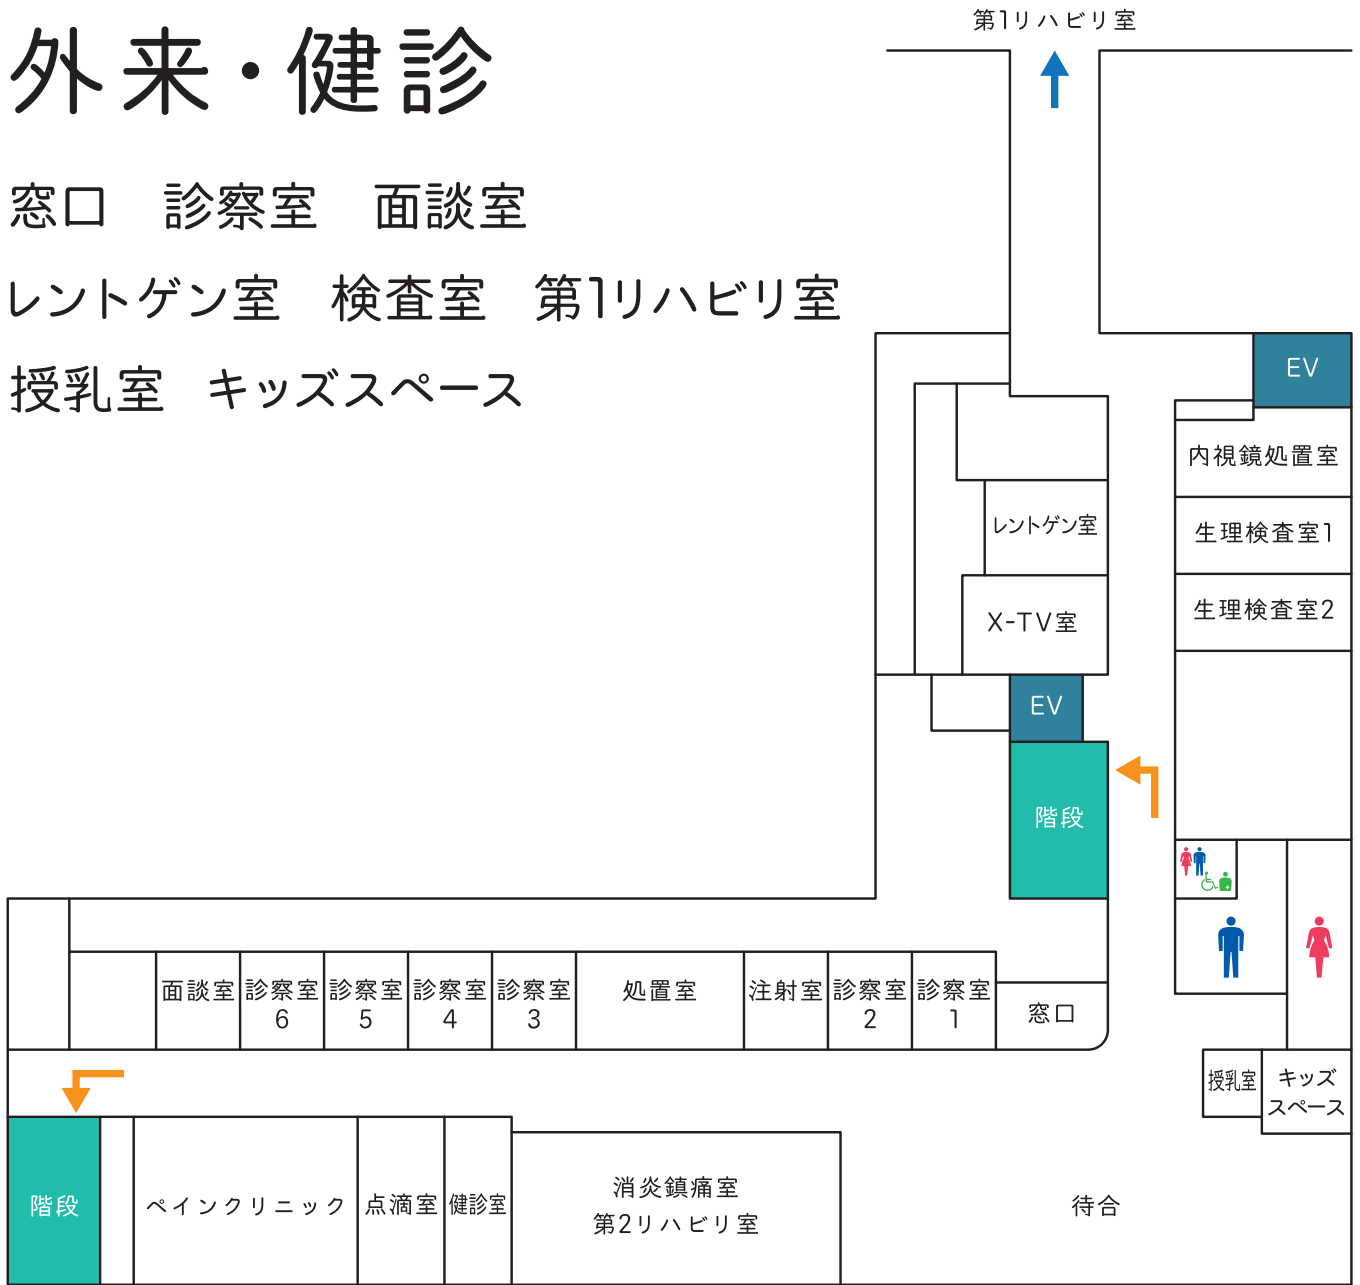 第1リハビリ室
外来・健診
窓口　診察室　面談室
レントゲン室　検査室　第1リハビリ室
授乳室　キッズスペース
EV
内視鏡処置室
レントゲン室
生理検査室1
X-TV室
生理検査室2
EV
階段
面談室
診察室
6
診察室
5
診察室
4
診察室
3
処置室
注射室
診察室
2
診察室
1
窓口
授乳室
キッズ
スペース
階段
ペインクリニック
点滴室
健診室
消炎鎮痛室
第2リハビリ室
待合